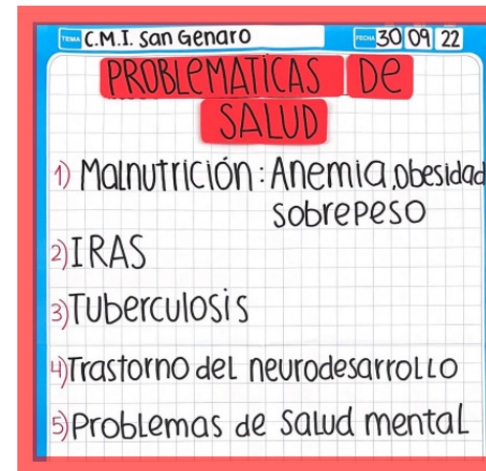 TEMA C.M.I. San Genaro FECHA 30 09 22
PROBLEMATICAS DE
SALUD
1) Malnutrición: Anemia, obesidad
sobrepeso
2) IRAS
3) Tuberculosis
4) Trastorno del neurodesarrollo
5) Problemas de salud mental